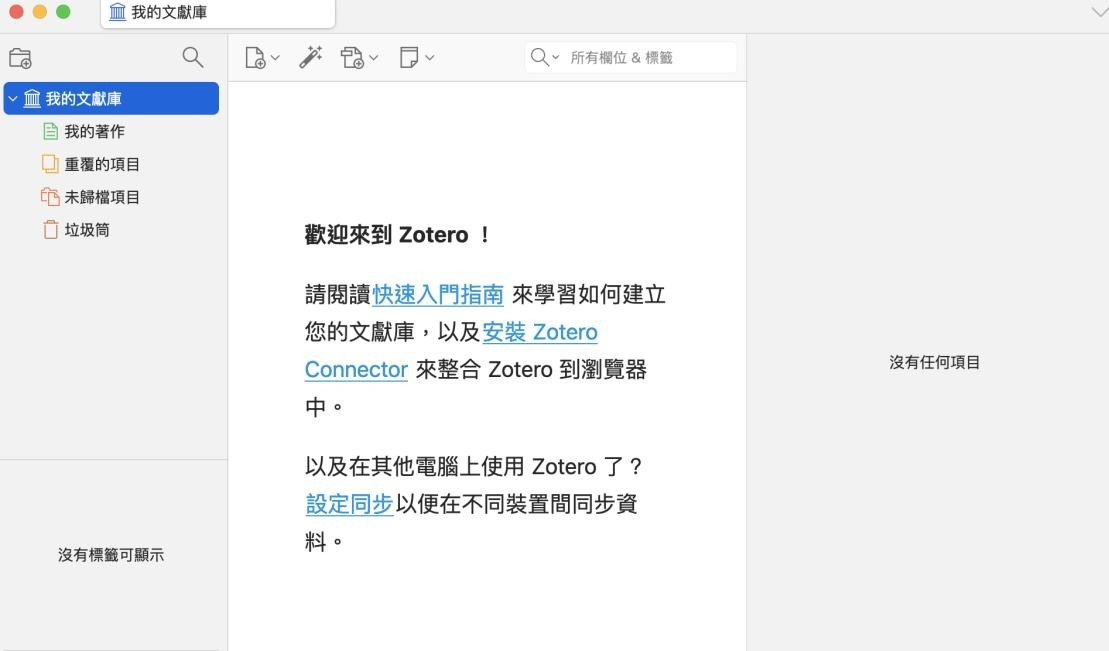 我的文獻庫
所有欄位 & 標籤
我的文獻庫
我的著作
重覆的項目
未歸檔項目
垃圾筒
歡迎來到 Zotero ！
請閱讀快速入門指南 來學習如何建立
您的文獻庫，以及安裝 Zotero
Connector 來整合 Zotero 到瀏覽器
中。
以及在其他電腦上使用 Zotero 了？
設定同步以便在不同裝置間同步資
料。
沒有任何項目
沒有標籤可顯示